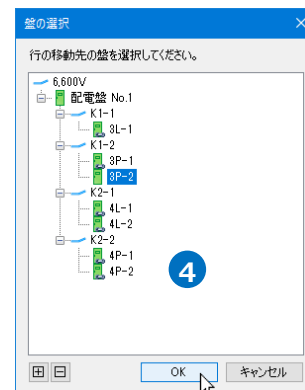 盤の選択
行の移動先の盤を選択してください。
6,600V
配電盤 No.1
K1-1
3L-1
K1-2
3P-1
3P-2
K2-1
4L-1
4L-2
K2-2
4P-1
4P-2
4
OK
キャンセル